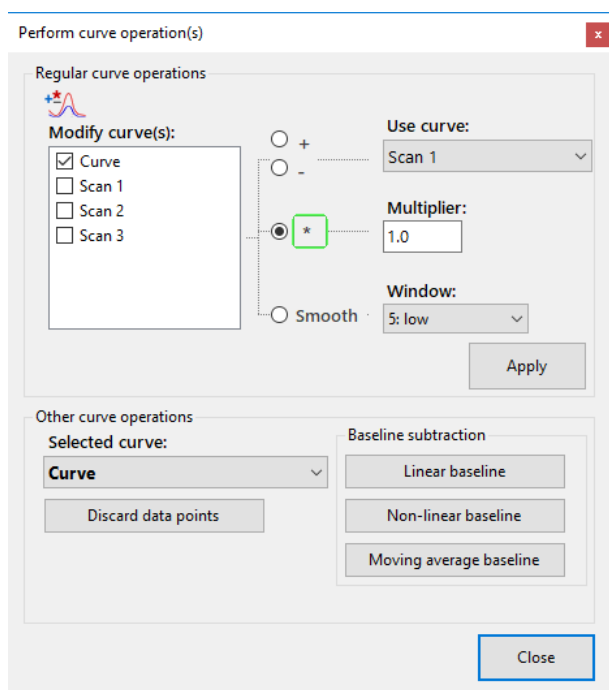 Perform curve operation(s)
x
Regular curve operations
Modify curve(s):
Curve
Scan 1
Scan 2
Scan 3
+
-
*
Smooth
Use curve:
Scan 1
Multiplier:
1.0
Window:
5: low
Apply
Other curve operations
Selected curve:
Curve
Discard data points
Baseline subtraction
Linear baseline
Non-linear baseline
Moving average baseline
Close